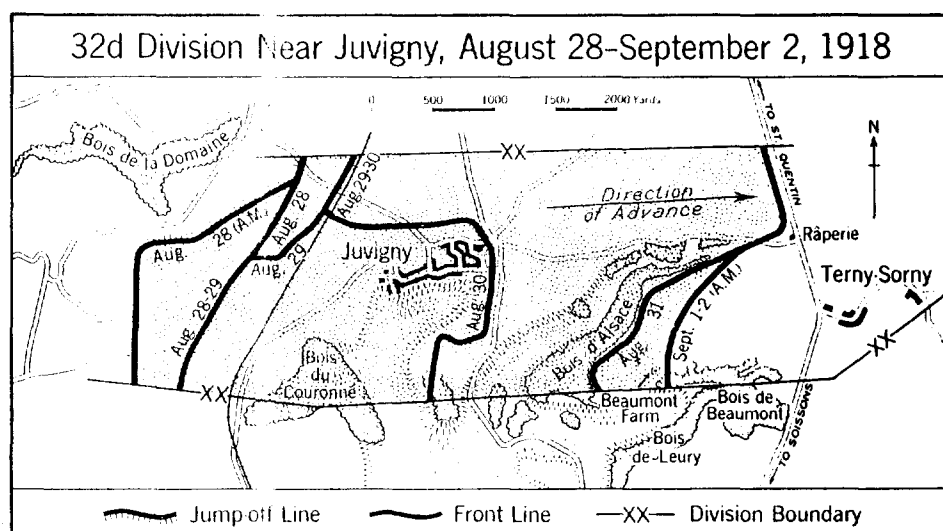 32d Division Near Juvigny, August 28-September 2, 1918
0 500 1000 1500 2000 Yards
TO ST. QUENTIN
N
Bois de la Domaine
XX
Aug. 28 (A.M.)
Aug. 28
Aug. 29-30
Aug. 29
Aug. 28-29
Direction of Advance
Râperie
Juvigny
Terny-Sorny
Aug. 30
Bois d'Alsace
Aug. 31
Sept. 1-2 (A.M.)
XX
Bois du Couronné
XX
Beaumont Farm
Bois de Beaumont
Bois de-Leury
TO SOISSONS
Jump-off Line
Front Line
XX Division Boundary